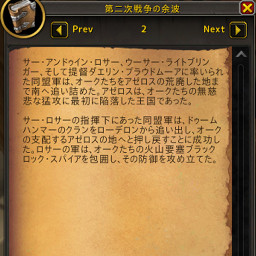 第二次戦争の余波
Prev 2 Next
サー・アンドゥイン・ロサー、ウーサー・ライトブリン
ガー、そして提督ダエリン・プラウドムーアに率いられ
た同盟軍は、オークたちをアゼロスの荒廃した地ま
で南へ追い詰めた。アゼロスは、オークたちの無慈
悲な猛攻に最初に陥落した王国であった。
サー・ロサーの指揮下にあった同盟軍は、ドゥーム
ハンマーのクランをローデロンから追い出し、オーク
の支配するアゼロスの地へと押し戻すことに成功し
た。ロサーの軍は、オークたちの火山要塞ブラック
ロック・スパイアを包囲し、その防御を攻め立てた。